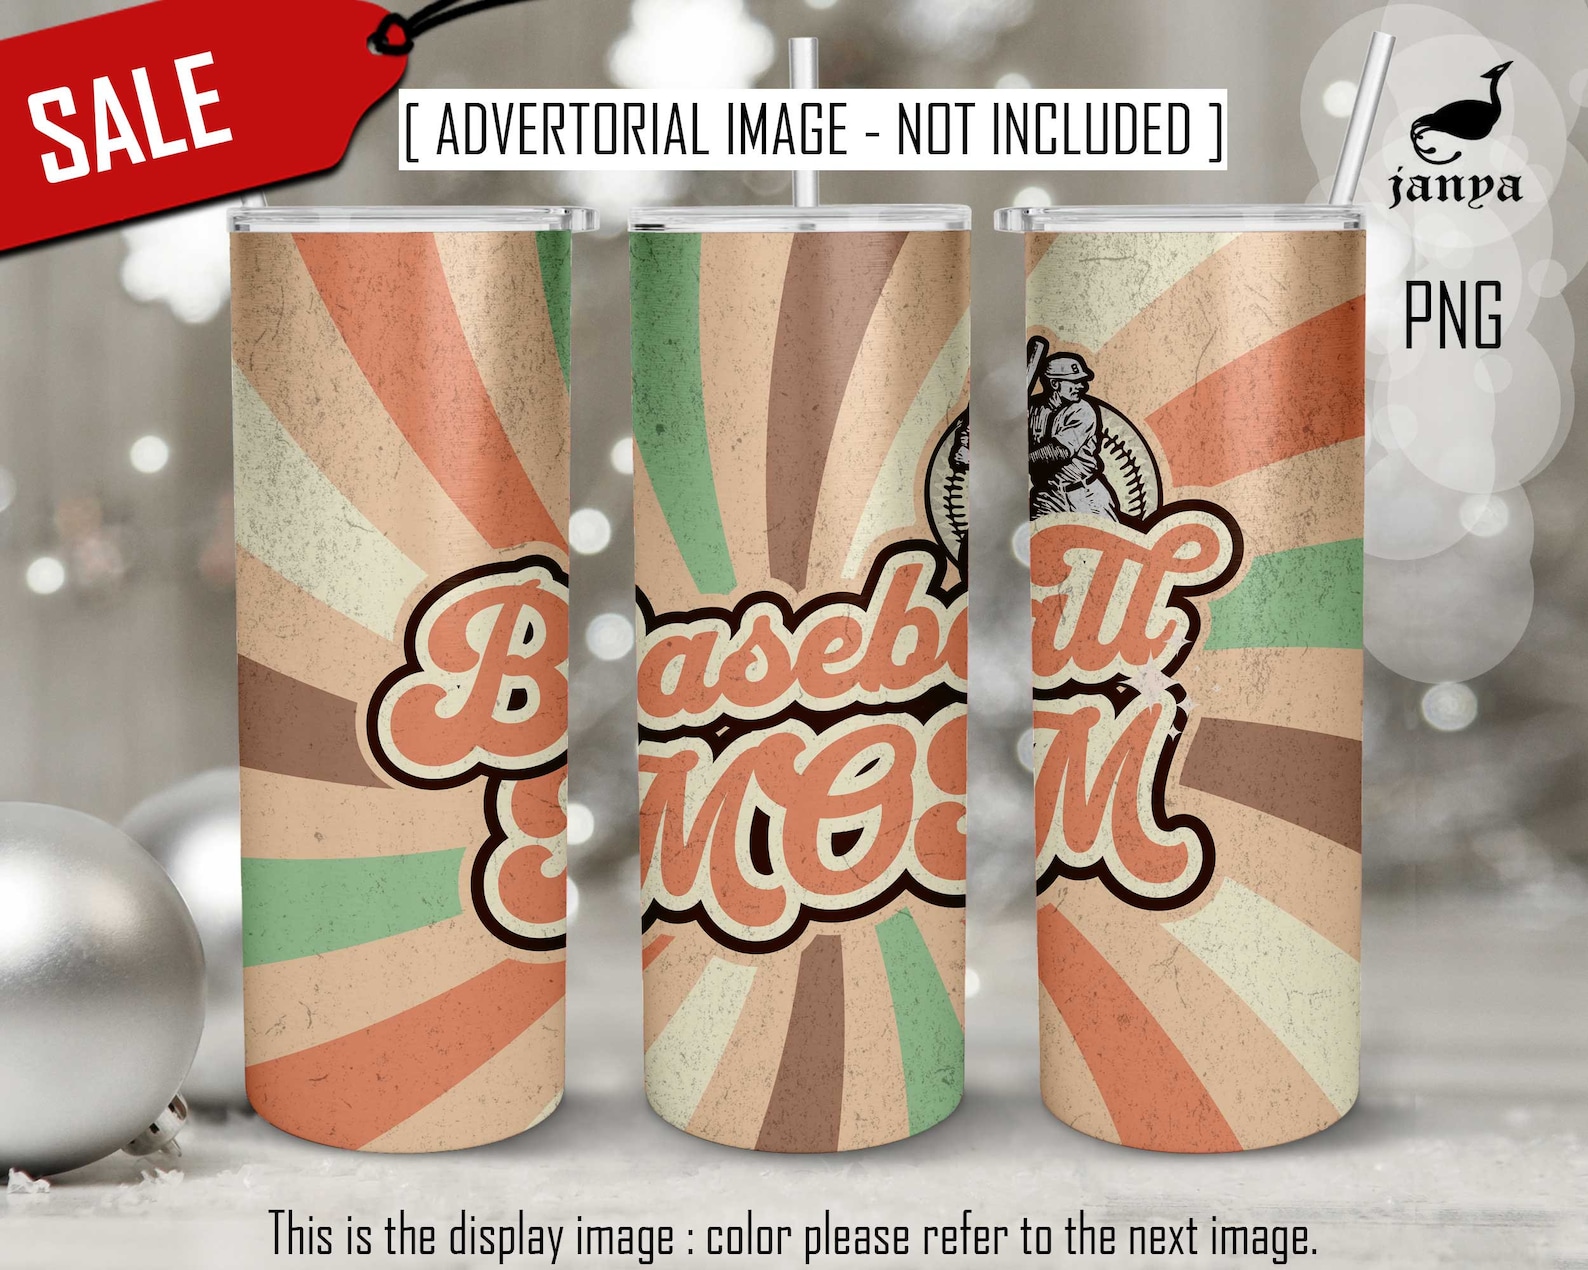 SALE
[ ADVERTORIAL IMAGE - NOT INCLUDED ]
janya
PNG
Baseball
MOM
This is the display image : color please refer to the next image.